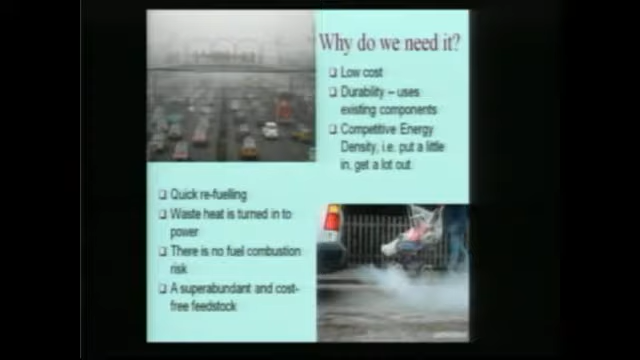 Why do we need it?
❑ Low cost
❑ Durability – uses
existing components
❑ Competitive Energy
Density, i.e. put a little
in, get a lot out
❑ Quick re-fuelling
❑ Waste heat is turned in to
power
❑ There is no fuel combustion
risk
❑ A superabundant and cost-
free feedstock